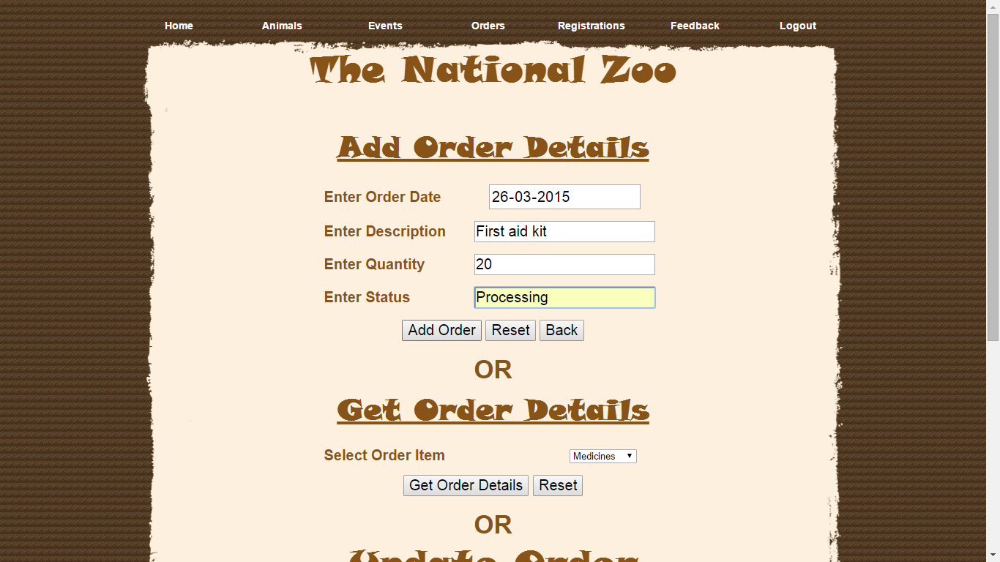 Home Animals Events Orders Registrations Feedback Logout
The National Zoo
Add Order Details
Enter Order Date 26-03-2015
Enter Description First aid kit
Enter Quantity 20
Enter Status Processing
Add Order Reset Back
OR
Get Order Details
Select Order Item Medicines
Get Order Details Reset
OR
Update Order